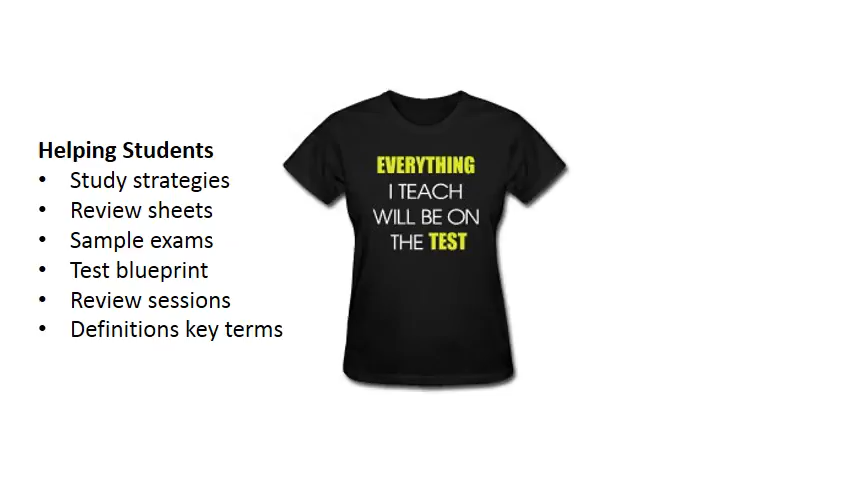 Helping Students
• Study strategies
• Review sheets
• Sample exams
• Test blueprint
• Review sessions
• Definitions key terms
EVERYTHING
I TEACH
WILL BE ON
THE TEST